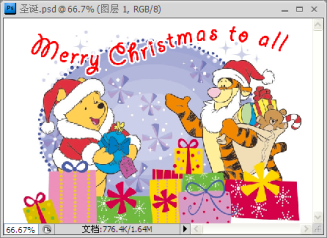 圣诞.psd @ 66.7% (图层 1, RGB/8)
Merry Christmas to all
66.67%
文档:776.4K/1.64M